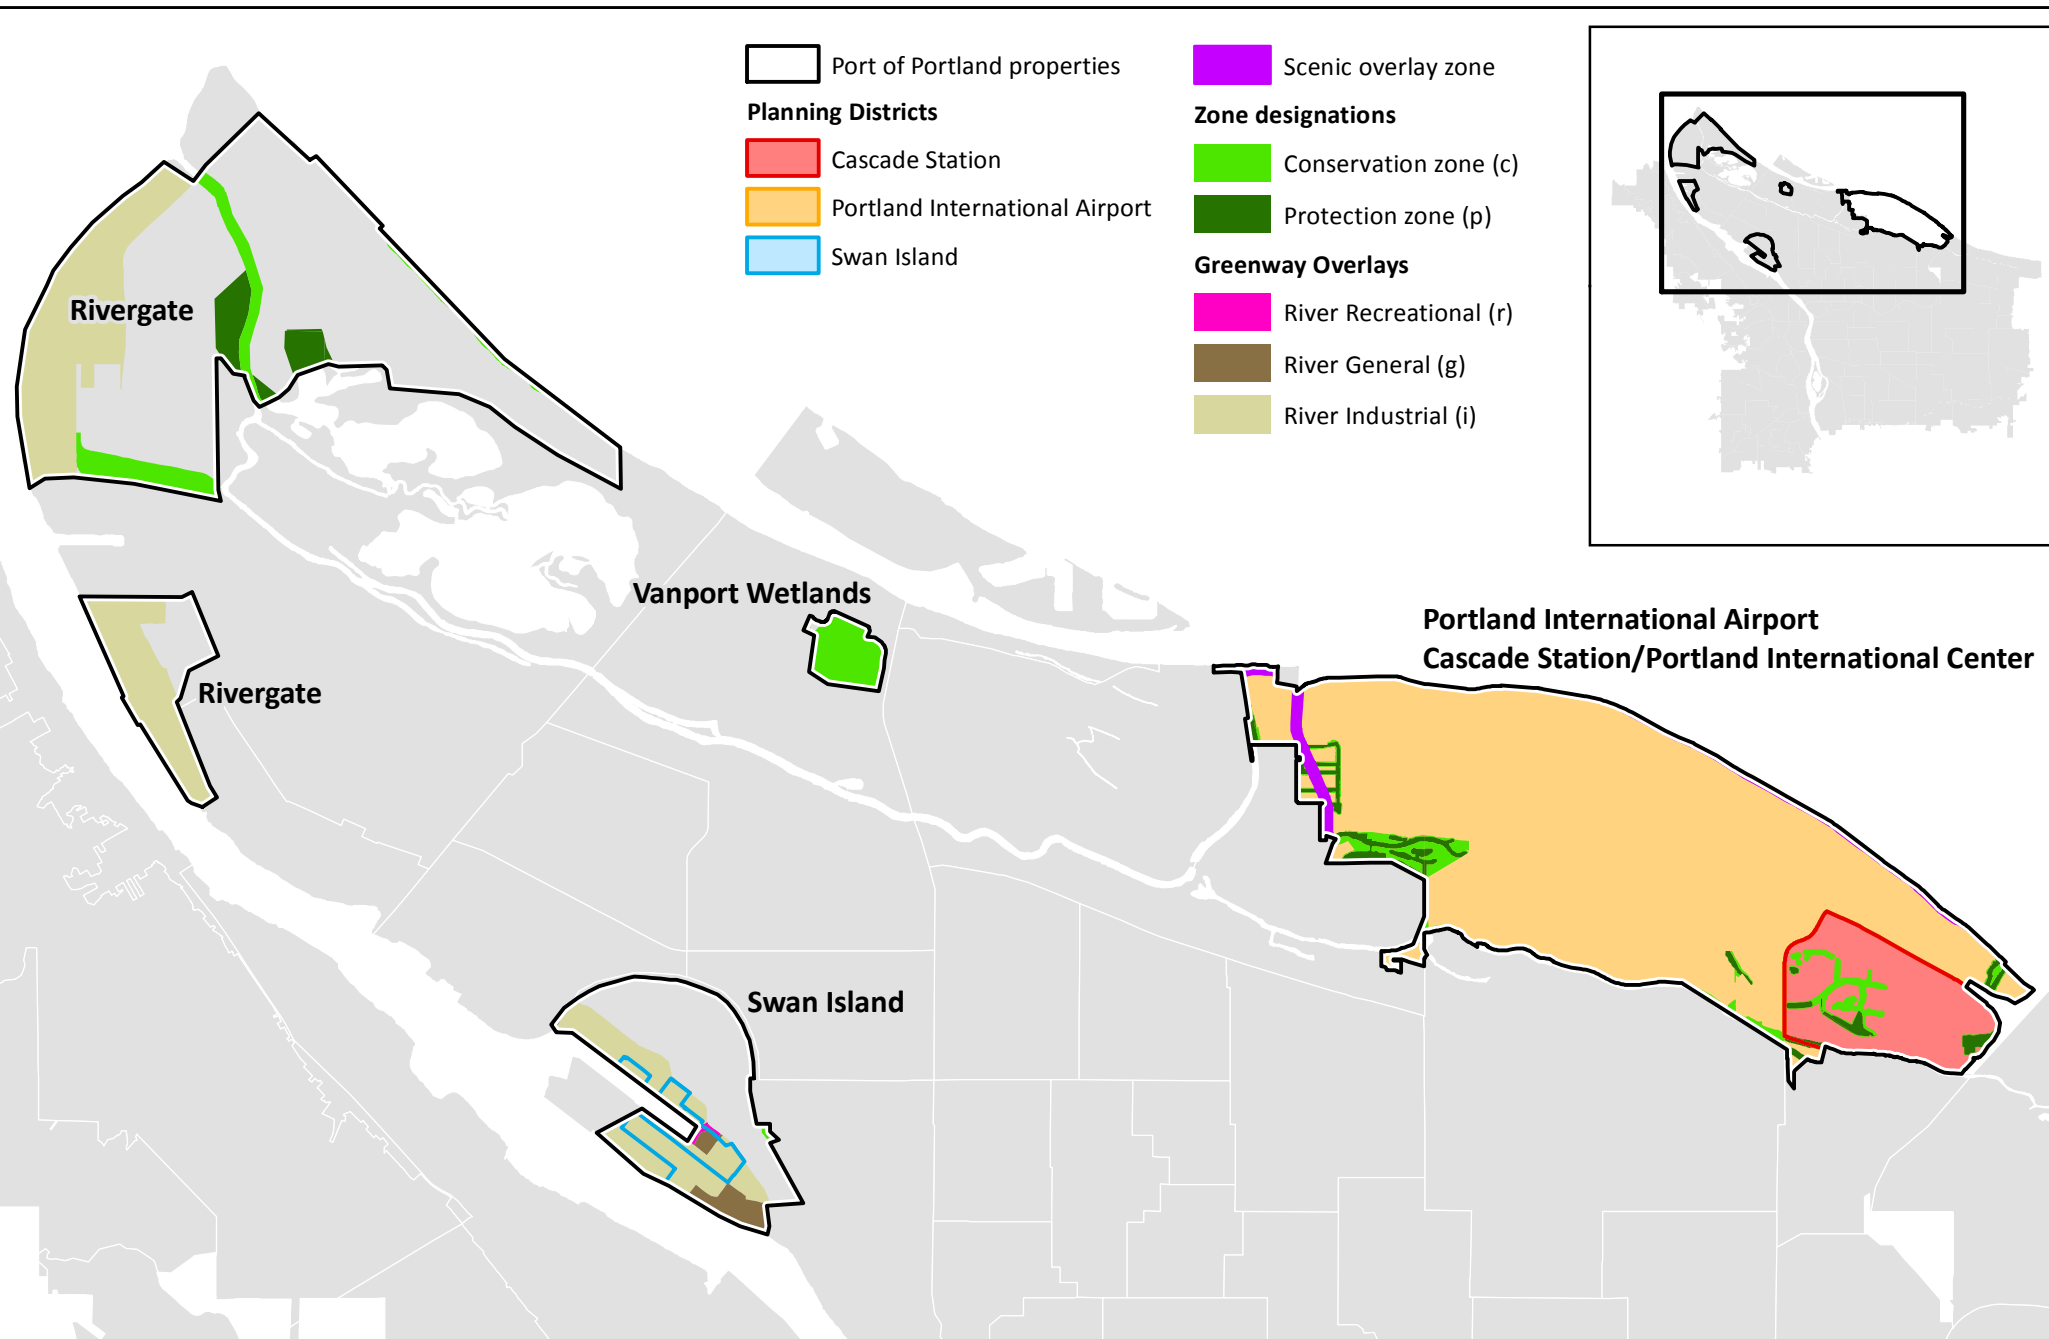 Port of Portland properties
Planning Districts
Cascade Station
Portland International Airport
Swan Island
Scenic overlay zone
Zone designations
Conservation zone (c)
Protection zone (p)
Greenway Overlays
River Recreational (r)
River General (g)
River Industrial (i)
Rivergate
Vanport Wetlands
Portland International Airport
Cascade Station/Portland International Center
Rivergate
Swan Island